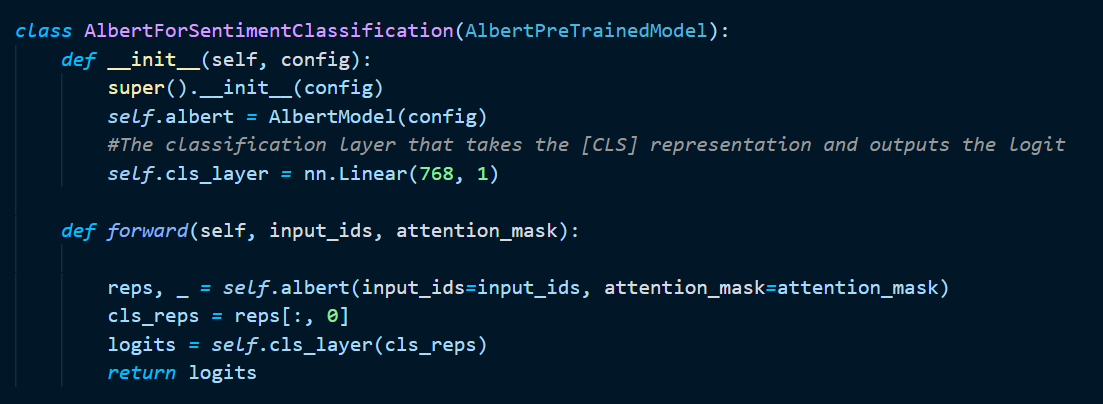 class AlbertForSentimentClassification(AlbertPreTrainedModel):
    def __init__(self, config):
        super().__init__(config)
        self.albert = AlbertModel(config)
        #The classification layer that takes the [CLS] representation and outputs the logit
        self.cls_layer = nn.Linear(768, 1)
    def forward(self, input_ids, attention_mask):
        reps, _ = self.albert(input_ids=input_ids, attention_mask=attention_mask)
        cls_reps = reps[:, 0]
        logits = self.cls_layer(cls_reps)
        return logits